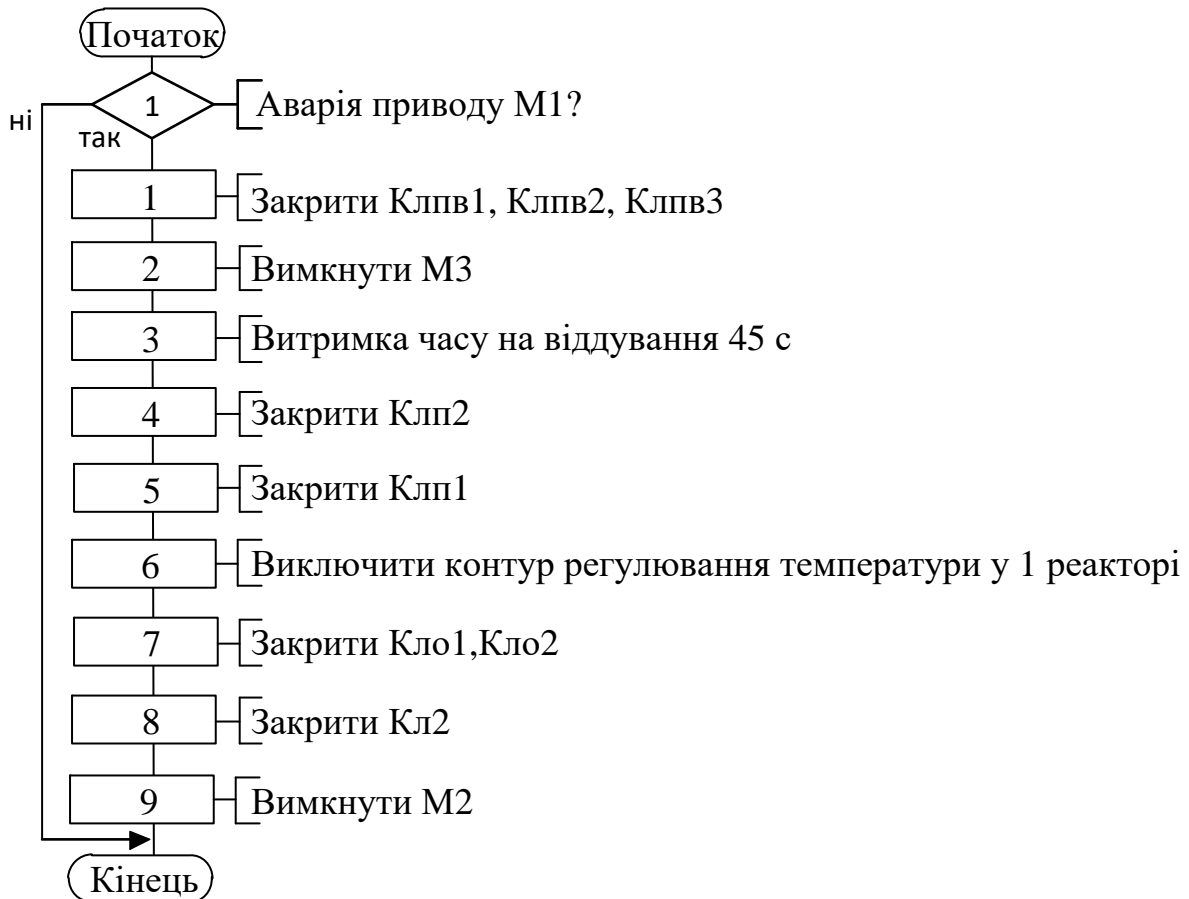 Початок
1 Аварія приводу М1?
ні
так
1 Закрити Клпв1, Клпв2, Клпв3
2 Вимкнути М3
3 Витримка часу на віддування 45 с
4 Закрити Клп2
5 Закрити Клп1
6 Виключити контур регулювання температури у 1 реакторі
7 Закрити Кло1,Кло2
8 Закрити Кл2
9 Вимкнути М2
Кінець